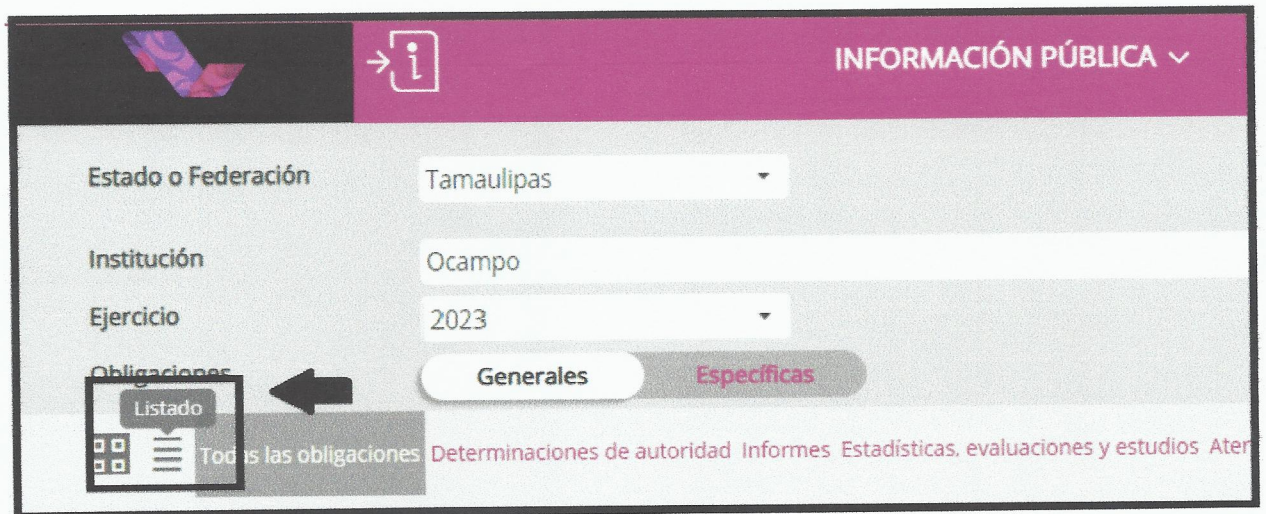 INFORMACIÓN PÚBLICA
Estado o Federación Tamaulipas
Institución Ocampo
Ejercicio 2023
Obligaciones Generales Específicas
Listado
Todas las obligaciones Determinaciones de autoridad Informes Estadísticas, evaluaciones y estudios Aten